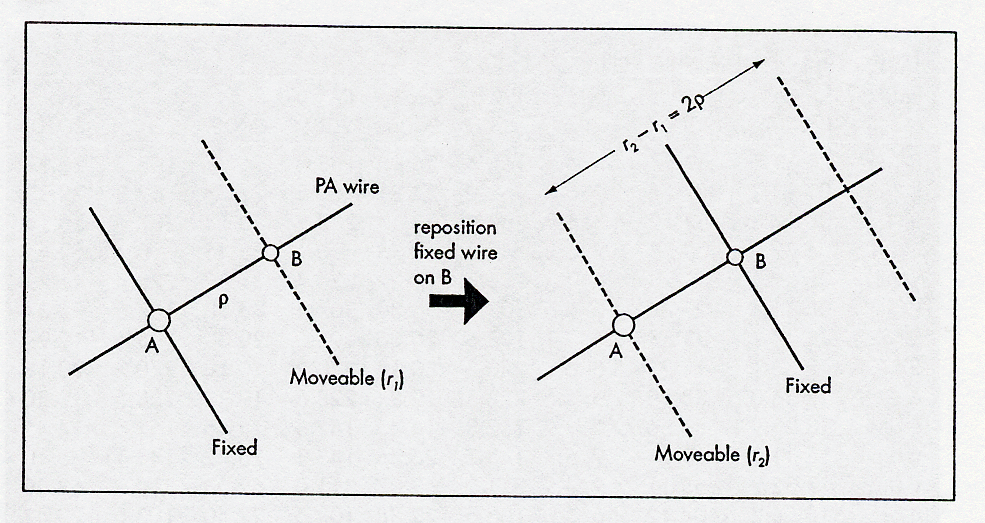 PA wire
B
ρ
A
Moveable (r₁)
Fixed
reposition
fixed wire
on B
r₂ – r₁ = 2ρ
B
A
Fixed
Moveable (r₂)